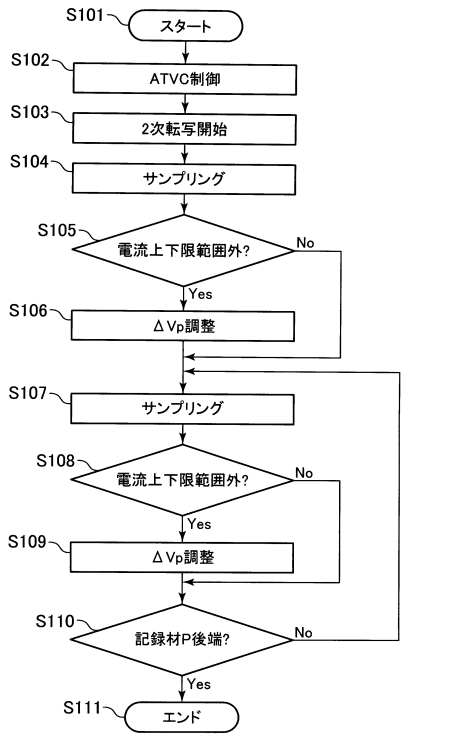 S101 スタート
S102 ATVC制御
S103 2次転写開始
S104 サンプリング
S105 電流上下限範囲外? No
Yes
S106 ΔVp調整
S107 サンプリング
S108 電流上下限範囲外? No
Yes
S109 ΔVp調整
S110 記録材P後端? No
Yes
S111 エンド